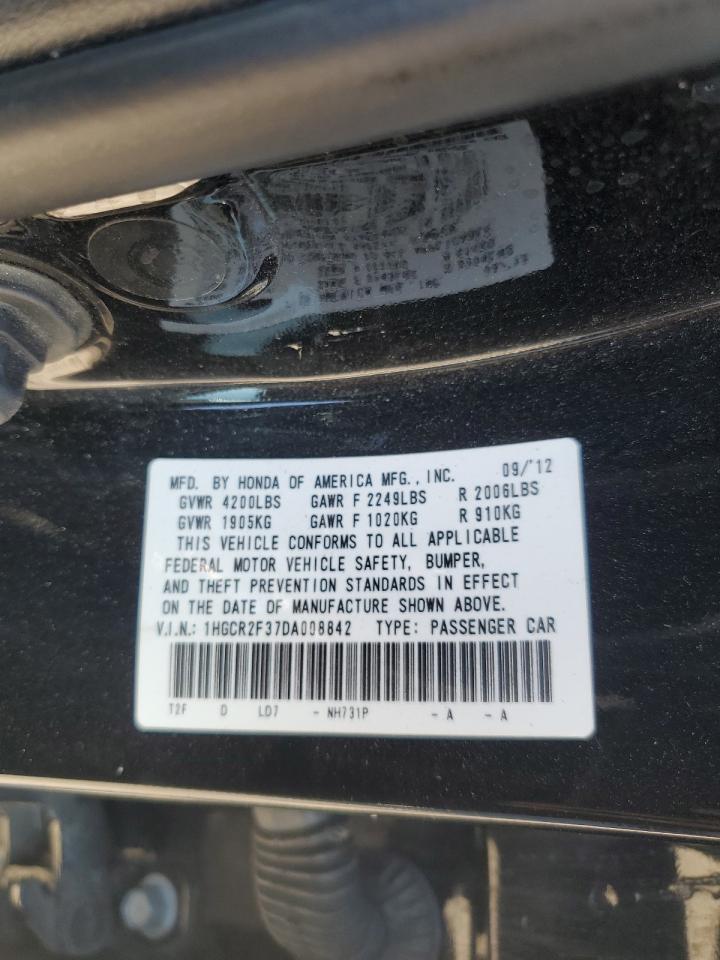 MFD. BY HONDA OF AMERICA MFG., INC. 09/'12
GVWR 4200LBS GAWR F 2249LBS R 2006LBS
GVWR 1905KG GAWR F 1020KG R 910KG
THIS VEHICLE CONFORMS TO ALL APPLICABLE
FEDERAL MOTOR VEHICLE SAFETY, BUMPER,
AND THEFT PREVENTION STANDARDS IN EFFECT
ON THE DATE OF MANUFACTURE SHOWN ABOVE.
V.I.N.: 1HGCR2F37DA008842 TYPE: PASSENGER CAR
T2F D LD7 - NH731P - A - A